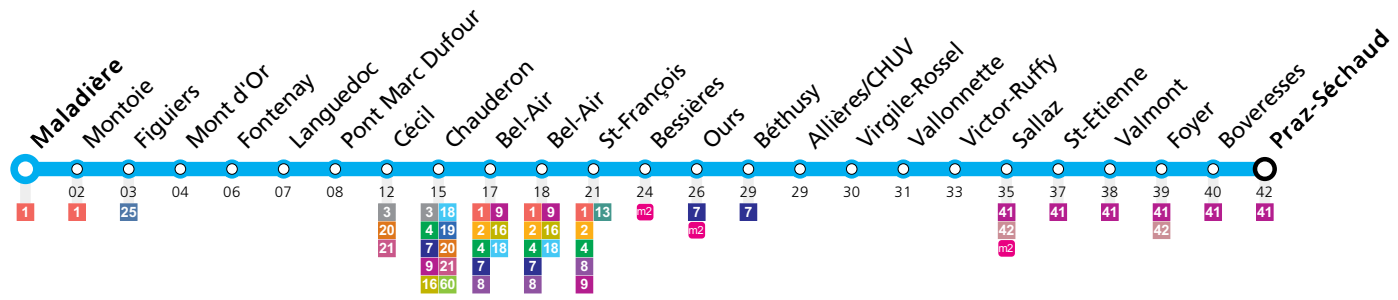 Maladière
Montoie
Figuiers
Mont d'Or
Fontenay
Languedoc
Pont Marc Dufour
Cécil
Chauderon
Bel-Air
Bel-Air
St-François
Bessières
Ours
Béthusy
Allières/CHUV
Virgile-Rossel
Vallonnette
Victor-Ruffy
Sallaz
St-Etienne
Valmont
Foyer
Boveresses
Praz-Séchaud
02 03 04 06 07 08 12 15 17 18 21 24 26 29 29 30 31 33 35 37 38 39 40 42
1 1 25 3 3 18 1 9 1 9 1 13 m2 7 7 41 41 41 41 41 41
20 4 19 2 16 2 16 2 m2 42 42
21 7 20 4 18 4 18 4 m2
9 21 7 7 8
16 60 8 8 9